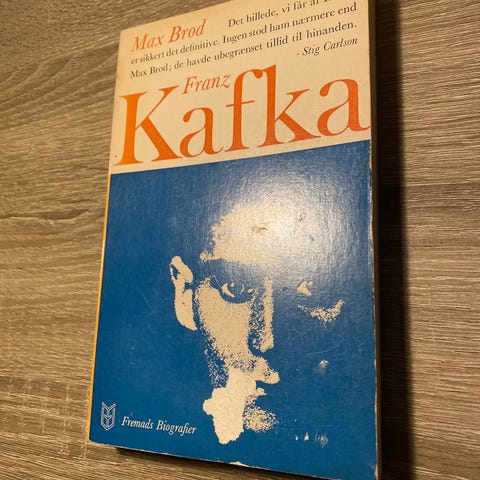 Max Brod
Det billede, vi får af
er sikkert det definitive. Ingen stod ham nærmere end
Max Brod; de havde ubegrænset tillid til hinanden.
- Stig Carlson
Franz
Kafka
Fremads Biografier